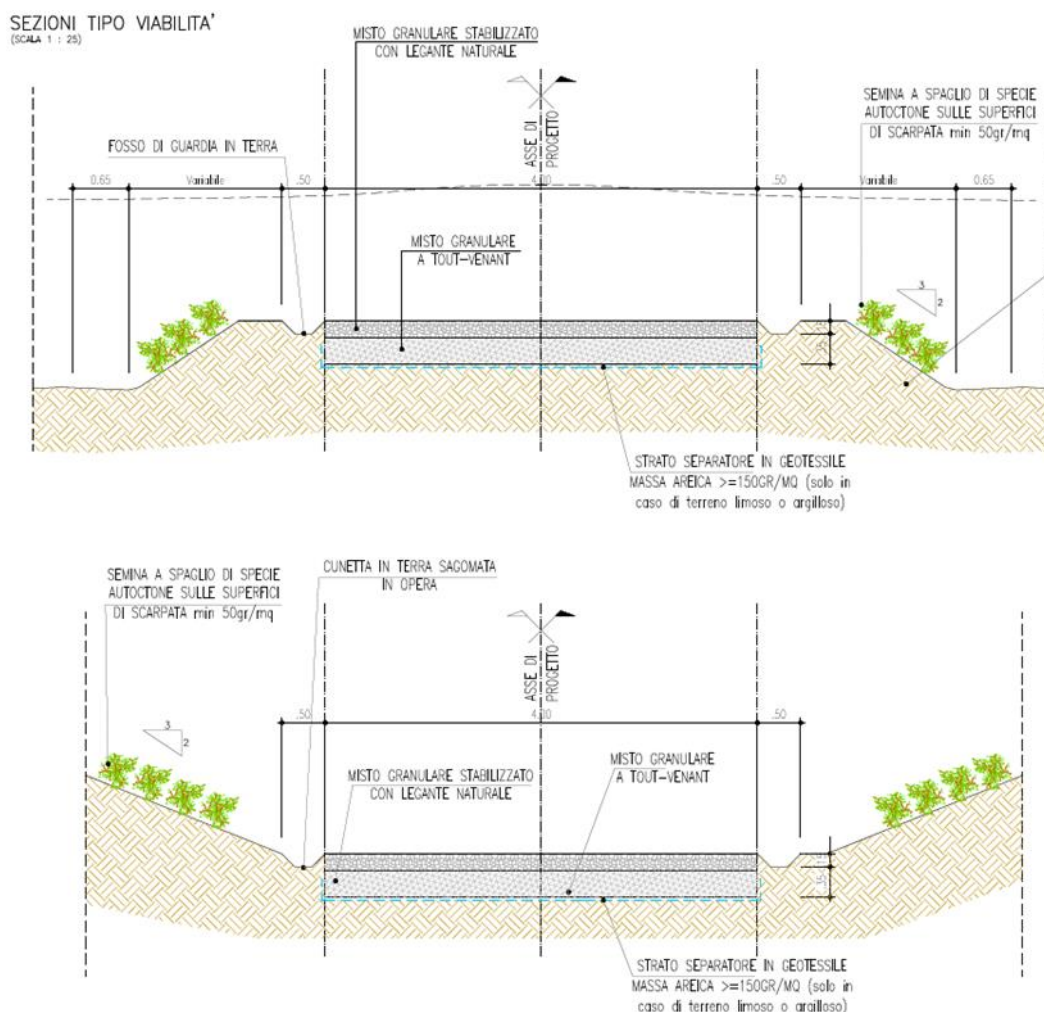 SEZIONI TIPO VIABILITA'
(SCALA 1 : 25)
MISTO GRANULARE STABILIZZATO
CON LEGANTE NATURALE
SEMINA A SPAGLIO DI SPECIE
AUTOCTONE SULLE SUPERFICI
DI SCARPATA min 50gr/mq
FOSSO DI GUARDIA IN TERRA
ASSE DI
PROGETTO
0.65
Variabile
.50
4.00
.50
Variabile
0.65
MISTO GRANULARE
A TOUT-VENANT
3
2
.35
STRATO SEPARATORE IN GEOTESSILE
MASSA AREICA >=150GR/MQ (solo in
caso di terreno limoso o argilloso)
SEMINA A SPAGLIO DI SPECIE
AUTOCTONE SULLE SUPERFICI
DI SCARPATA min 50gr/mq
CUNETTA IN TERRA SAGOMATA
IN OPERA
ASSE DI
PROGETTO
.50
4.00
.50
3
2
MISTO GRANULARE STABILIZZATO
CON LEGANTE NATURALE
MISTO GRANULARE
A TOUT-VENANT
.15
.35
STRATO SEPARATORE IN GEOTESSILE
MASSA AREICA >=150GR/MQ (solo in
caso di terreno limoso o argilloso)